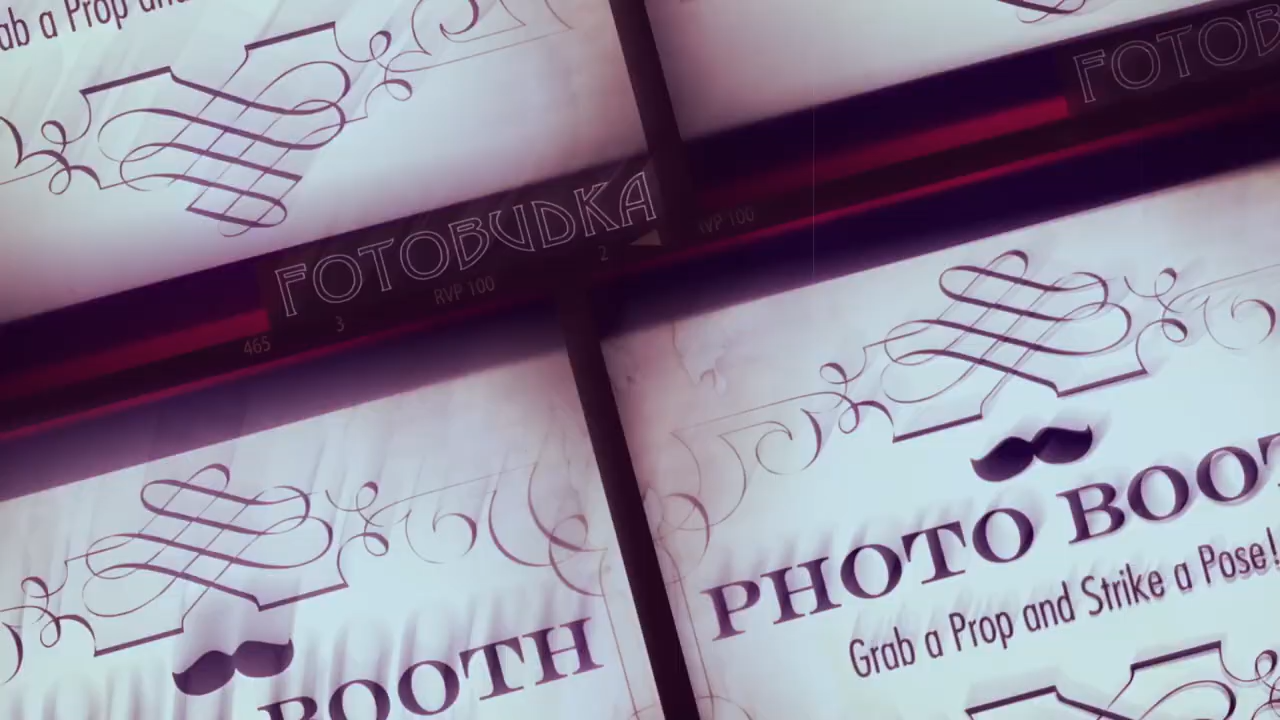 ab a Prop and
FOTOB
FOTOBUDKA
RVP 100
2
RVP 100
3
465
PHOTO BOOT
Grab a Prop and Strike a Pose!
BOOTH